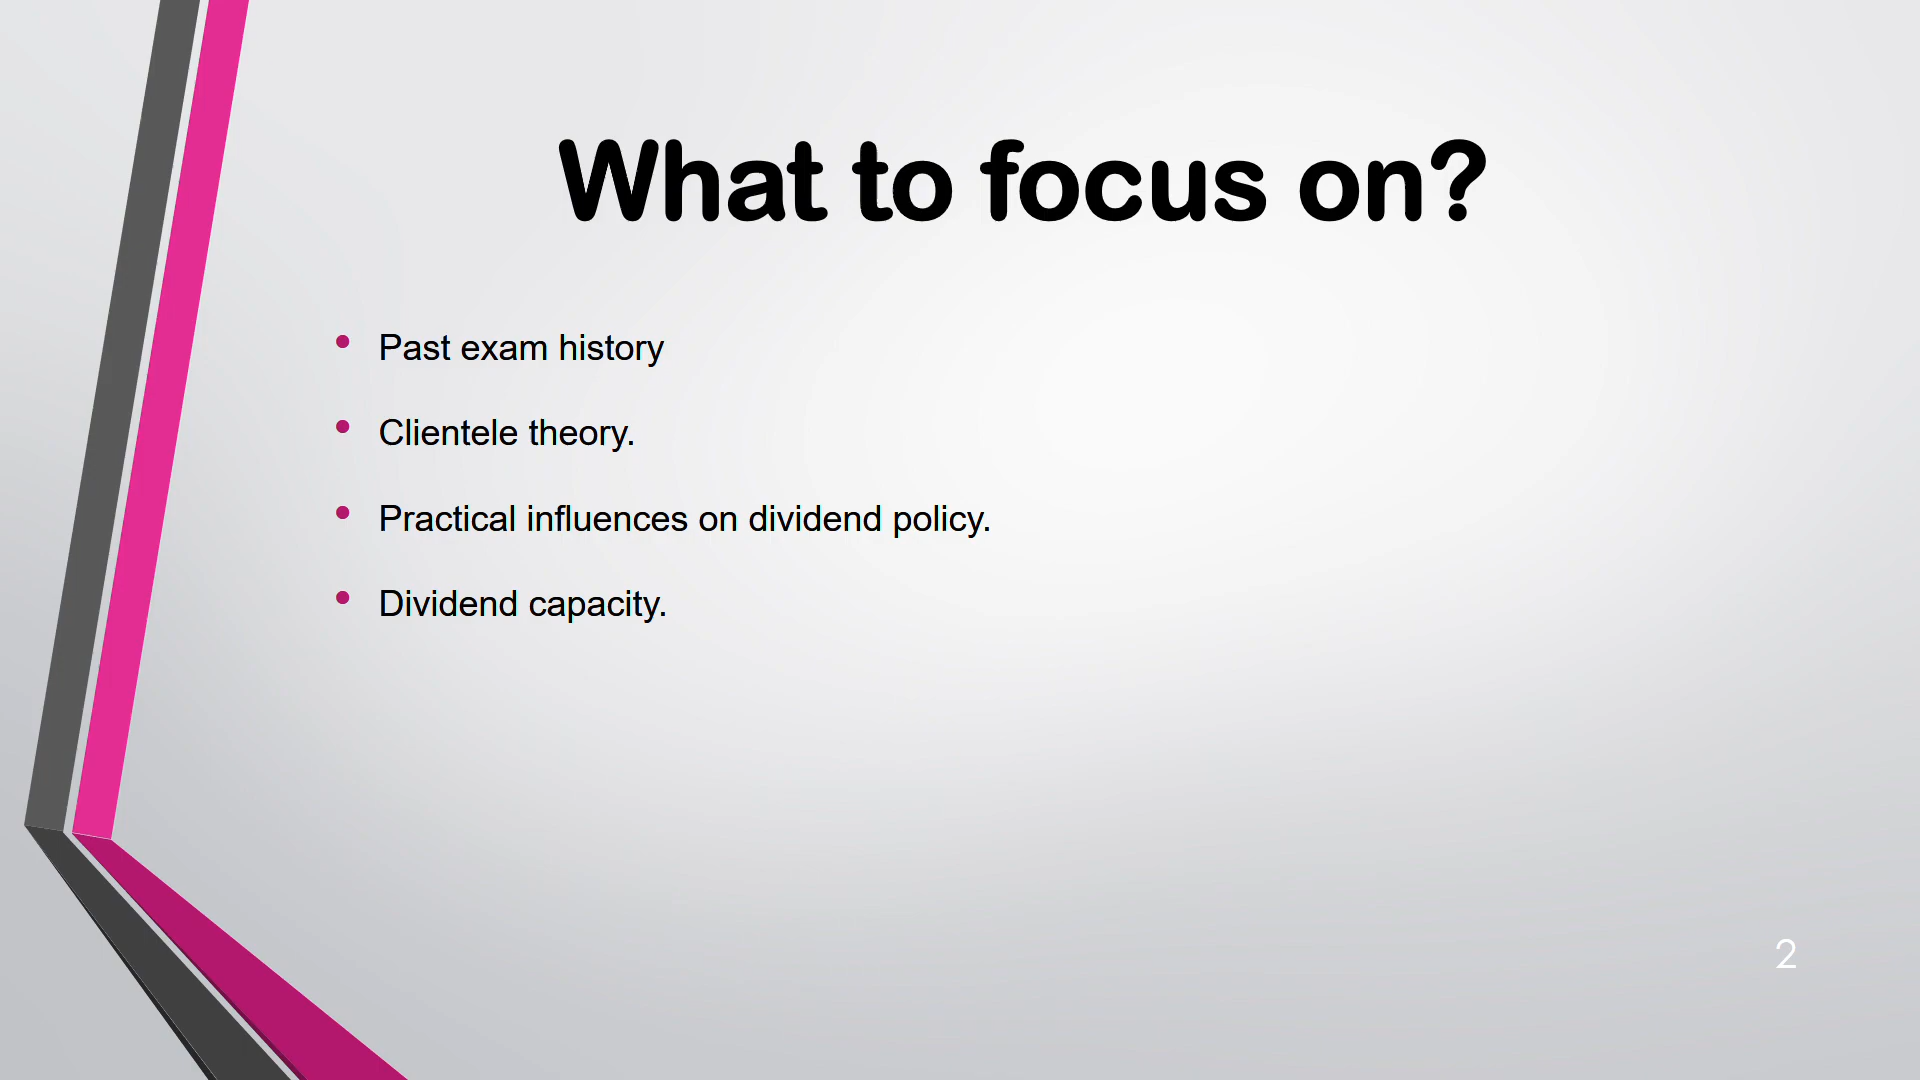 What to focus on?
• Past exam history
• Clientele theory.
• Practical influences on dividend policy.
• Dividend capacity.
2